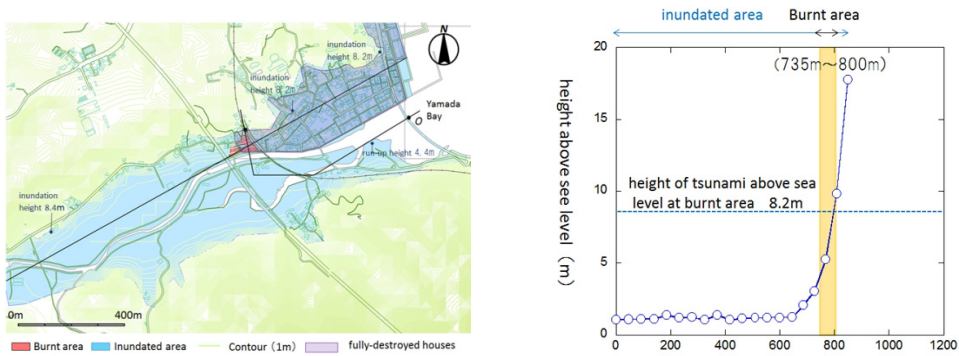 inundation
height 8.2m
N
inundation
height 8.2m
Yamada
Bay
O
run-up height 4.4m
inundation
height 8.4m
0m
400m
Burnt area
Inundated area
Contour (1m)
fully-destroyed houses
inundated area
Burnt area
(735m～800m)
height above sea level (m)
20
15
10
5
0
height of tsunami above sea
level at burnt area 8.2m
0
200
400
600
800
1000
1200